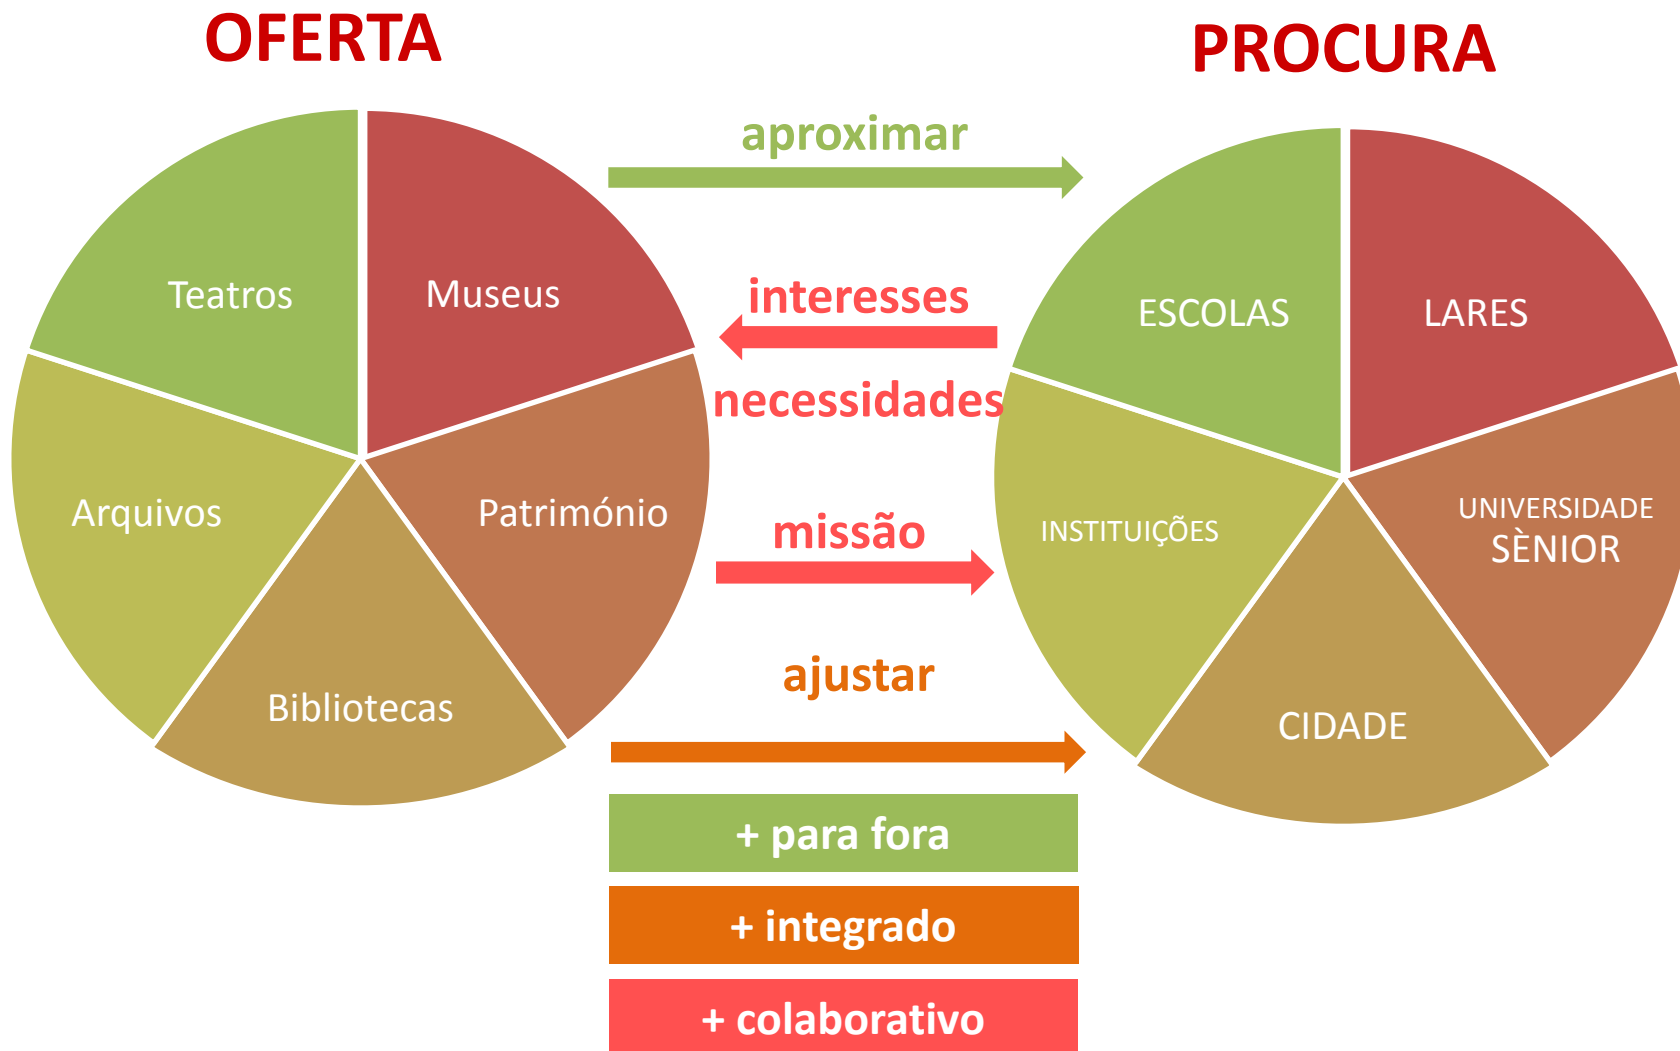 OFERTA
Teatros
Museus
Arquivos
Património
Bibliotecas
aproximar
interesses
necessidades
missão
ajustar
+ para fora
+ integrado
+ colaborativo
PROCURA
ESCOLAS
LARES
INSTITUIÇÕES
UNIVERSIDADE
SÈNIOR
CIDADE